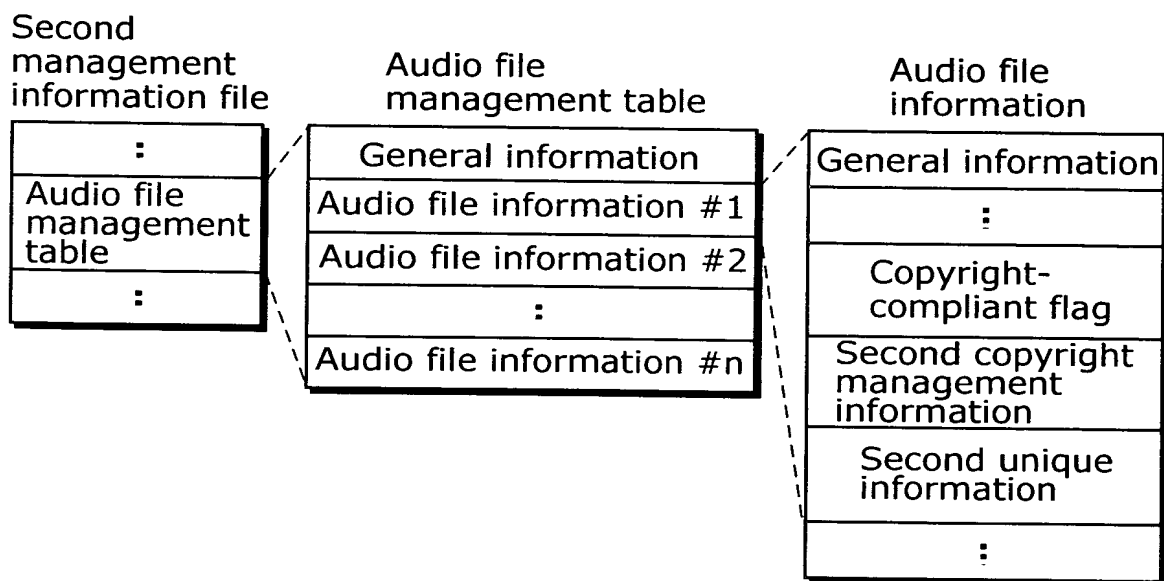 Second
management
information file
:
Audio file
management
table
:
Audio file
management table
General information
Audio file information #1
Audio file information #2
:
Audio file information #n
Audio file
information
General information
:
Copyright-
compliant flag
Second copyright
management
information
Second unique
information
: